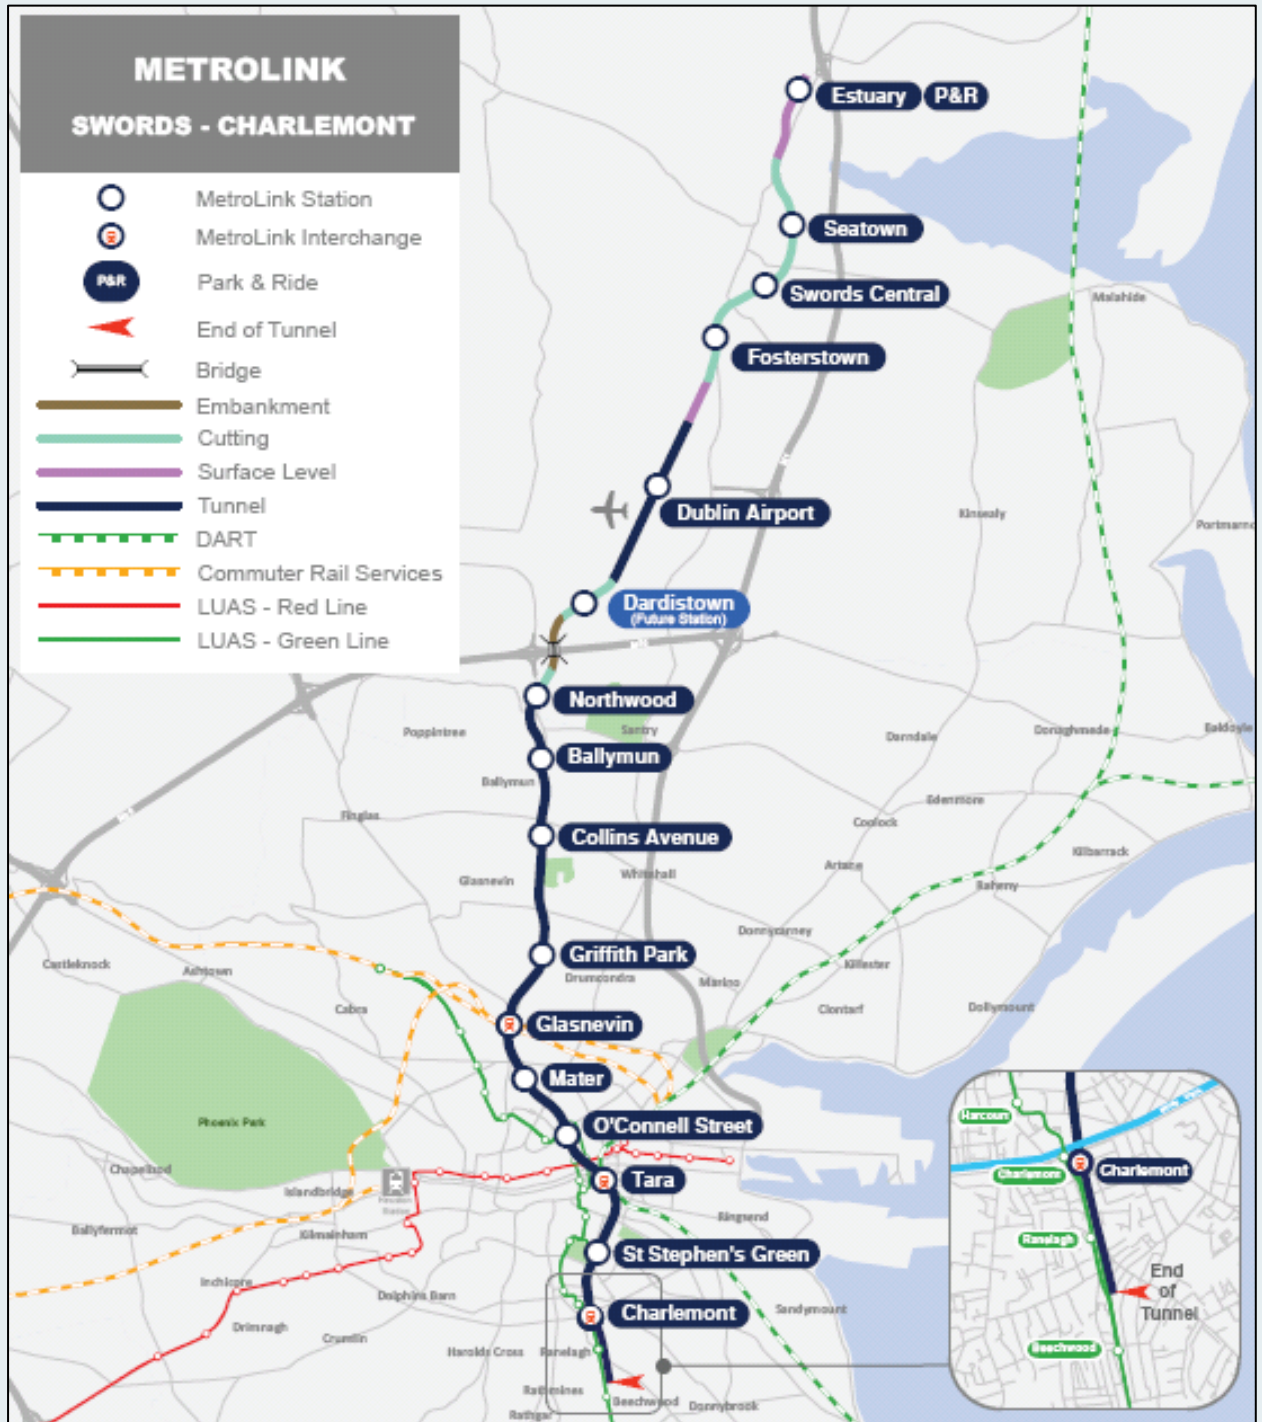 METROLINK
SWORDS - CHARLEMONT
MetroLink Station
MetroLink Interchange
P&R Park & Ride
End of Tunnel
Bridge
Embankment
Cutting
Surface Level
Tunnel
DART
Commuter Rail Services
LUAS - Red Line
LUAS - Green Line
Estuary P&R
Seatown
Swords Central
Malahide
Fosterstown
Dublin Airport
Kinsealy
Portmarno
Dardistown
(Future Station)
Northwood
Poppintree
Santry
Darndale
Donaghmede
Baldoyle
Ballymun
Ballymun
Finglas
Edenmore
Coolock
Collins Avenue
Kilbarrack
Artane
Glasnevin
Whitehall
Raheny
Donnycarney
Griffith Park
Castleknock
Ashtown
Drumcondra
Marino
Killester
Cabra
Clontarf
Dollymount
Glasnevin
Mater
Phoenix Park
O'Connell Street
Chapelizod
Islandbridge
Tara
Ballyfermot
Kilmainham
Ringsend
St Stephen's Green
Inchicore
Dolphins Barn
Charlemont
Sandymount
Drimnagh
Crumlin
Harolds Cross
Ranelagh
Rathmines
Beechwood
Donnybrook
Rathgar
Harcourt
Charlemont
Charlemont
Ranelagh
End
of
Tunnel
Beechwood